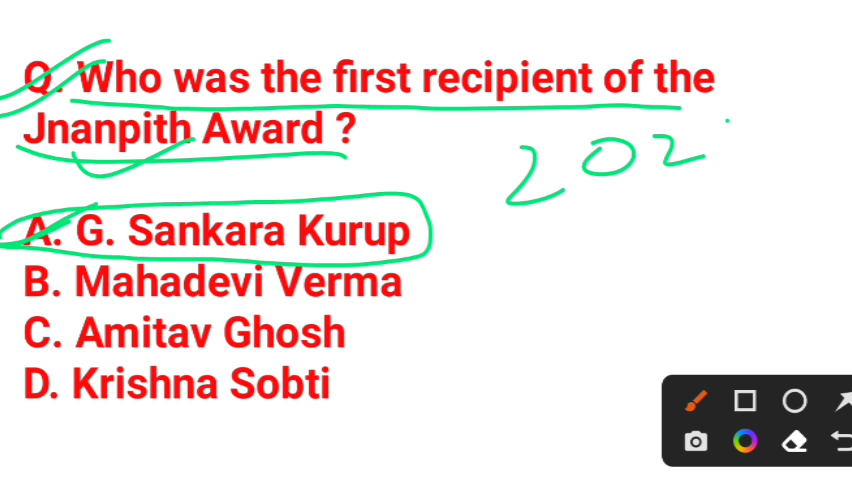 Q. Who was the first recipient of the
Jnanpith Award ?
202
A. G. Sankara Kurup
B. Mahadevi Verma
C. Amitav Ghosh
D. Krishna Sobti